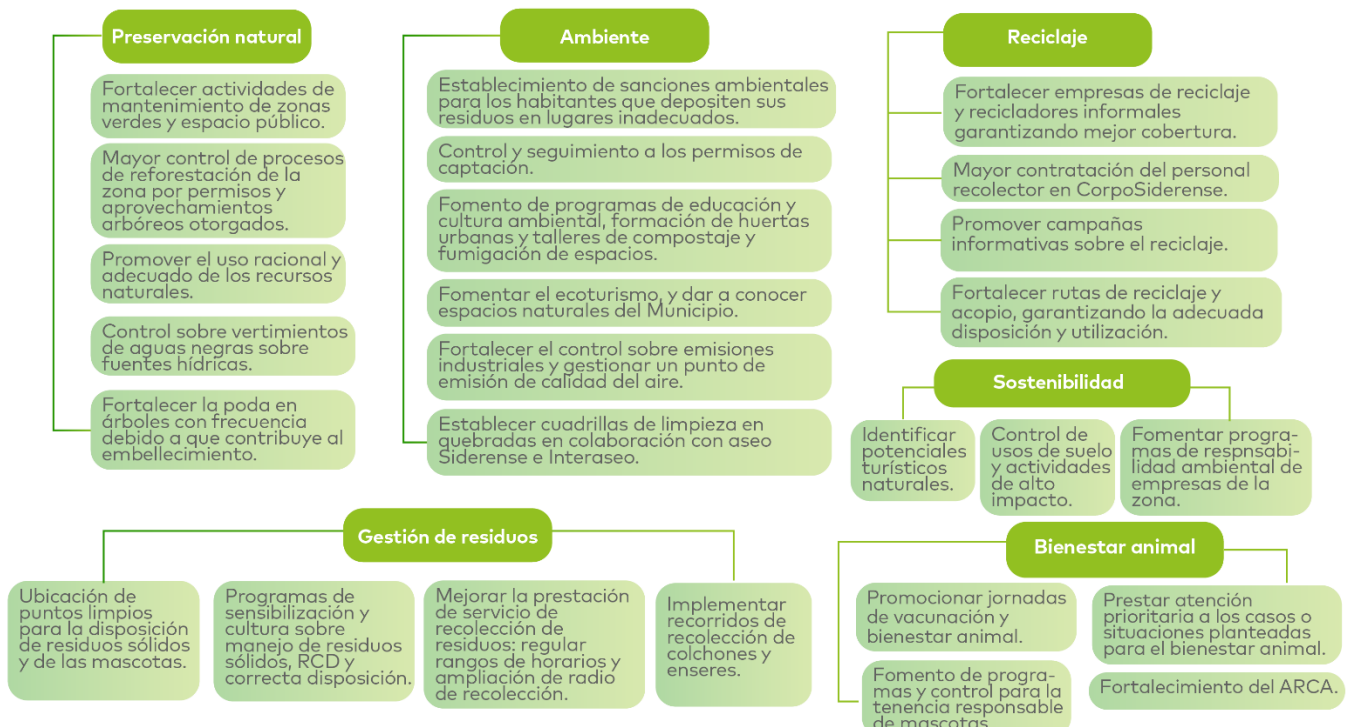 Preservación natural
Fortalecer actividades de
mantenimiento de zonas
verdes y espacio público.
Mayor control de procesos
de reforestación de la
zona por permisos y
aprovechamientos
arbóreos otorgados.
Promover el uso racional y
adecuado de los recursos
naturales.
Control sobre vertimientos
de aguas negras sobre
fuentes hídricas.
Fortalecer la poda en
árboles con frecuencia
debido a que contribuye al
embellecimiento.
Ambiente
Establecimiento de sanciones ambientales
para los habitantes que depositen sus
residuos en lugares inadecuados.
Control y seguimiento a los permisos de
captación.
Fomento de programas de educación y
cultura ambiental, formación de huertas
urbanas y talleres de compostaje y
fumigación de espacios.
Fomentar el ecoturismo, y dar a conocer
espacios naturales del Municipio.
Fortalecer el control sobre emisiones
industriales y gestionar un punto de
emisión de calidad del aire.
Establecer cuadrillas de limpieza en
quebradas en colaboración con aseo
Siderense e Interaseo.
Reciclaje
Fortalecer empresas de reciclaje
y recicladores informales
garantizando mejor cobertura.
Mayor contratación del personal
recolector en CorpoSiderense.
Promover campañas
informativas sobre el reciclaje.
Fortalecer rutas de reciclaje y
acopio, garantizando la adecuada
disposición y utilización.
Sostenibilidad
Identificar
potenciales
turísticos
naturales.
Control de
usos de suelo
y actividades
de alto
impacto.
Fomentar progra-
mas de respnsabi-
lidad ambiental de
empresas de la
zona.
Gestión de residuos
Ubicación de
puntos limpios
para la disposición
de residuos sólidos
y de las mascotas.
Programas de
sensibilización y
cultura sobre
manejo de residuos
sólidos, RCD y
correcta disposición.
Mejorar la prestación
de servicio de
recolección de
residuos: regular
rangos de horarios y
ampliación de radio
de recolección.
Implementar
recorridos de
recolección de
colchones y
enseres.
Bienestar animal
Promocionar jornadas
de vacunación y
bienestar animal.
Fomento de progra-
mas y control para la
tenencia responsable
de mascotas.
Prestar atención
prioritaria a los casos o
situaciones planteadas
para el bienestar animal.
Fortalecimiento del ARCA.